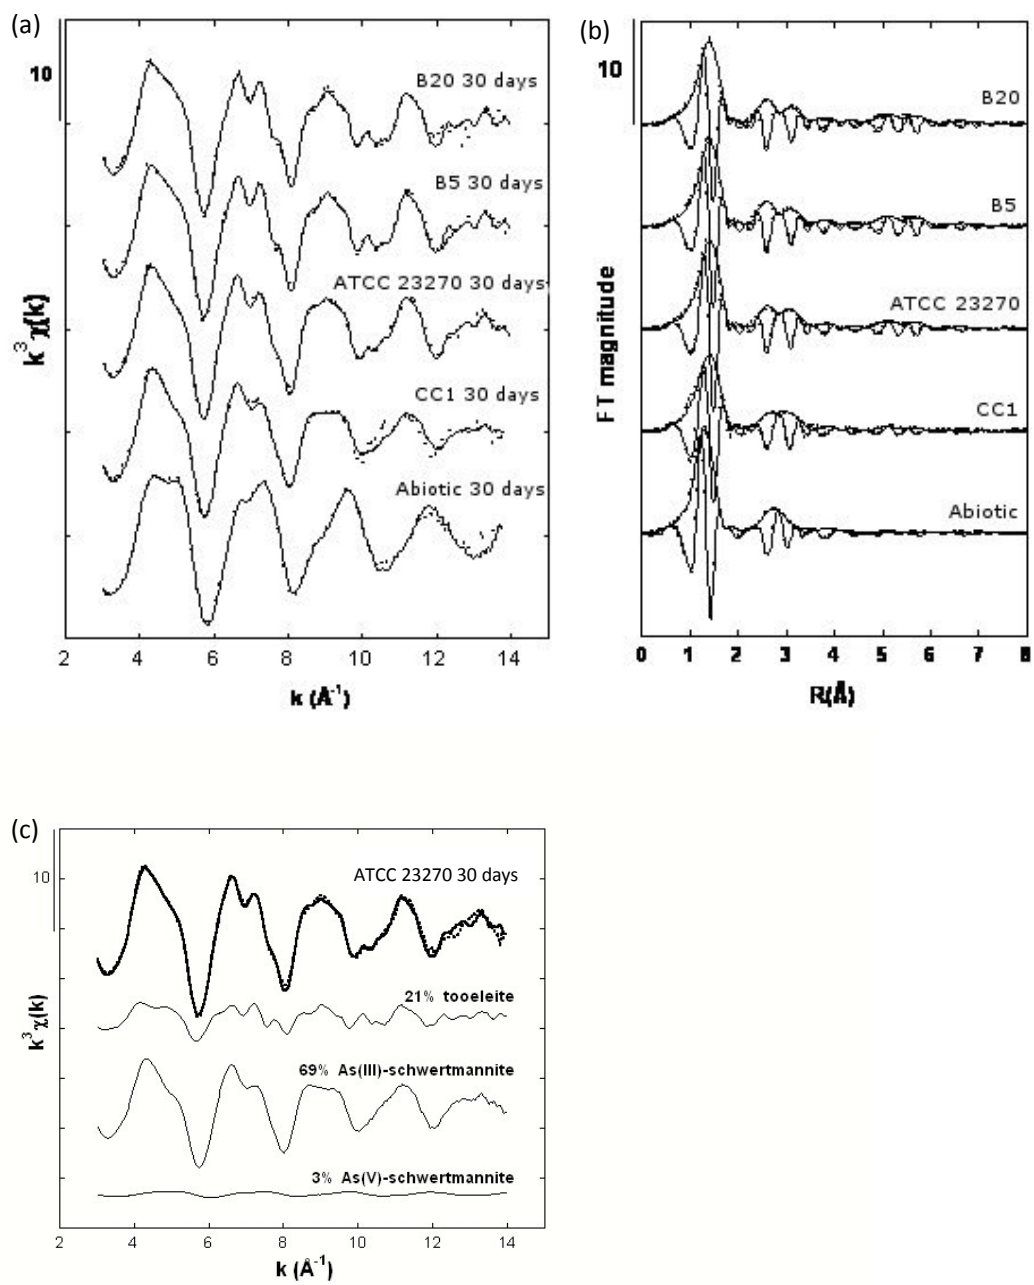 (a)
10
B20 30 days
B5 30 days
ATCC 23270 30 days
CC1 30 days
Abiotic 30 days
k³ χ(k)
2 4 6 8 10 12 14
k (Å⁻¹)
(b)
10
B20
B5
ATCC 23270
CC1
Abiotic
FT magnitude
0 1 2 3 4 5 6 7 8
R(Å)
(c)
10
ATCC 23270 30 days
21% tooeleite
69% As(III)-schwertmannite
3% As(V)-schwertmannite
k³ χ(k)
2 4 6 8 10 12 14
k (Å⁻¹)